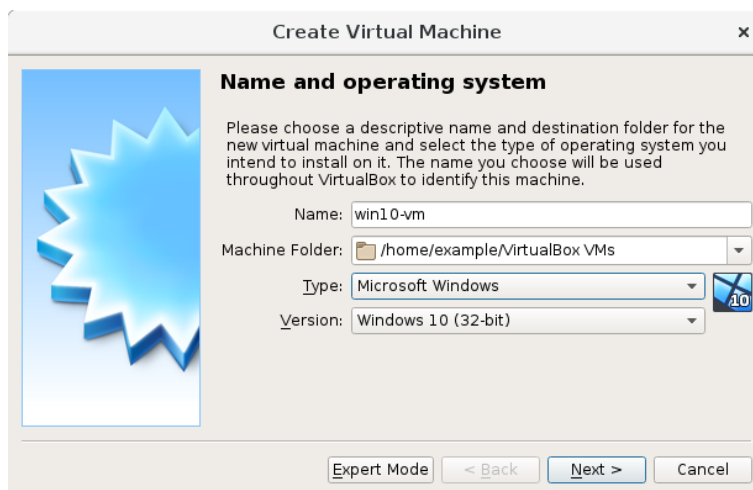 Create Virtual Machine ×
Name and operating system
Please choose a descriptive name and destination folder for the
new virtual machine and select the type of operating system you
intend to install on it. The name you choose will be used
throughout VirtualBox to identify this machine.
Name: win10-vm
Machine Folder: /home/example/VirtualBox VMs
Type: Microsoft Windows
10
Version: Windows 10 (32-bit)
Expert Mode < Back Next > Cancel